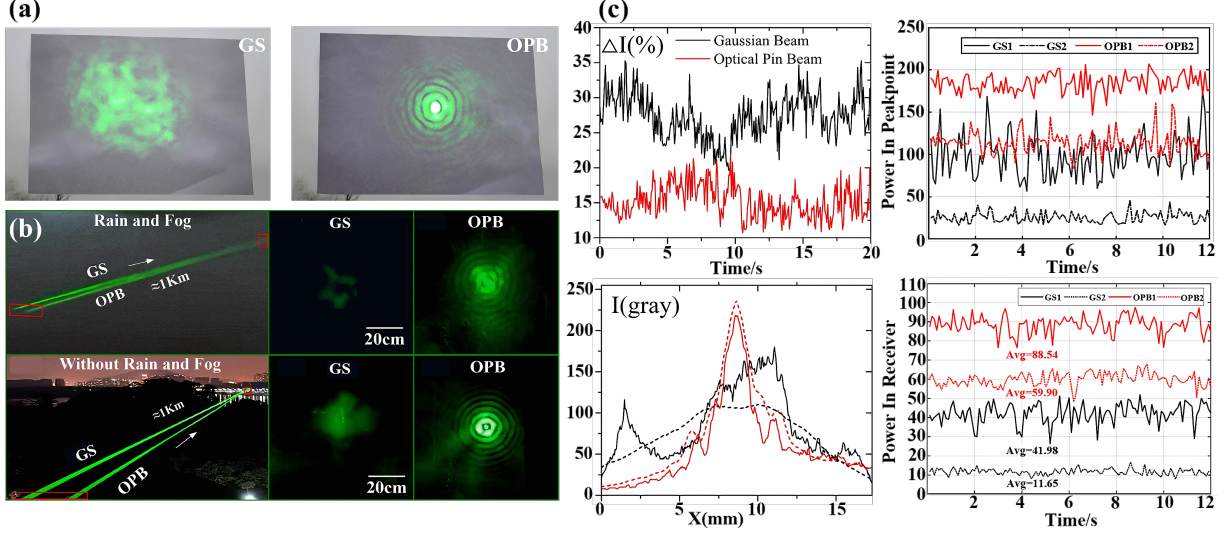 (a)
GS
OPB
(b)
Rain and Fog
GS
OPB
≈1Km
GS
20cm
OPB
Without Rain and Fog
≈1Km
GS
OPB
GS
20cm
OPB
(c)
△I(%)
Gaussian Beam
Optical Pin Beam
40
35
30
25
20
15
10
0 5 10 15 20
Time/s
Power In Peakpoint
GS1 GS2 OPB1 OPB2
250
200
150
100
50
0
0 2 4 6 8 10 12
Time/s
I(gray)
250
200
150
100
50
0
0 5 10 15
X(mm)
Power In Receiver
GS1 GS2 OPB1 OPB2
110
100
90
80
70
60
50
40
30
20
10
0
Avg=88.54
Avg=59.90
Avg=41.98
Avg=11.65
0 2 4 6 8 10 12
Time/s